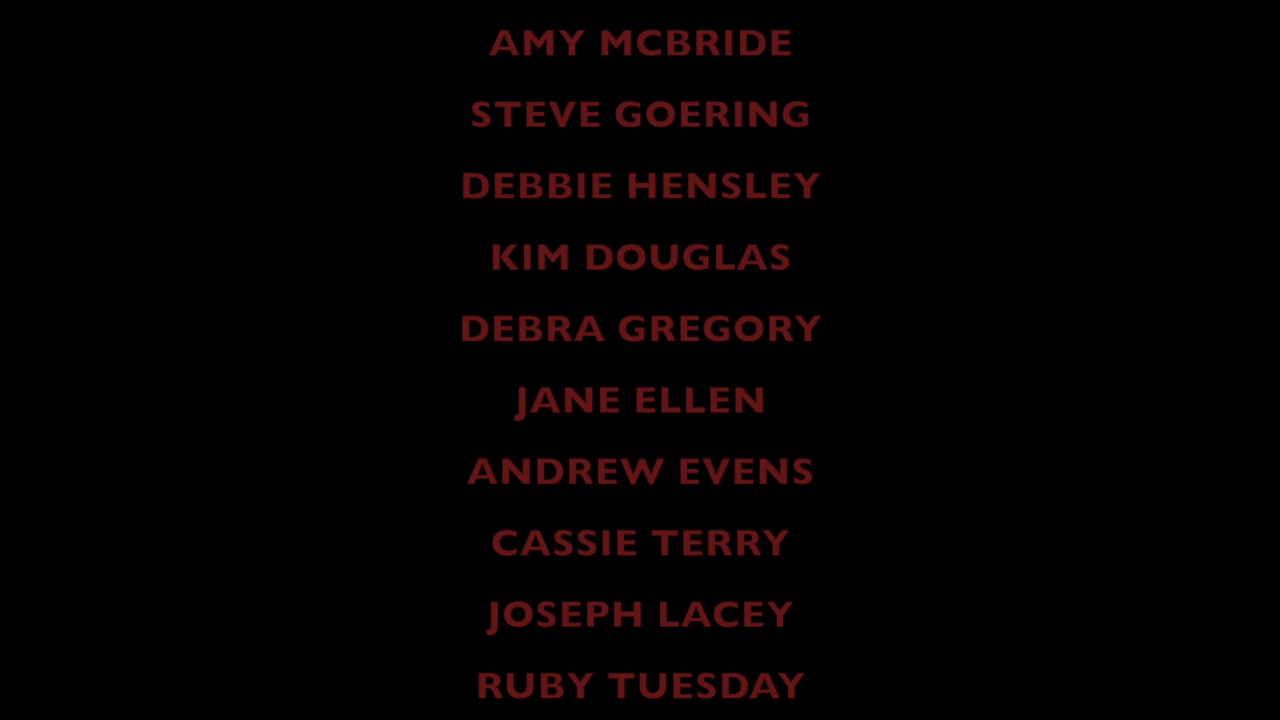 AMY MCBRIDE
STEVE GOERING
DEBBIE HENSLEY
KIM DOUGLAS
DEBRA GREGORY
JANE ELLEN
ANDREW EVENS
CASSIE TERRY
JOSEPH LACEY
RUBY TUESDAY